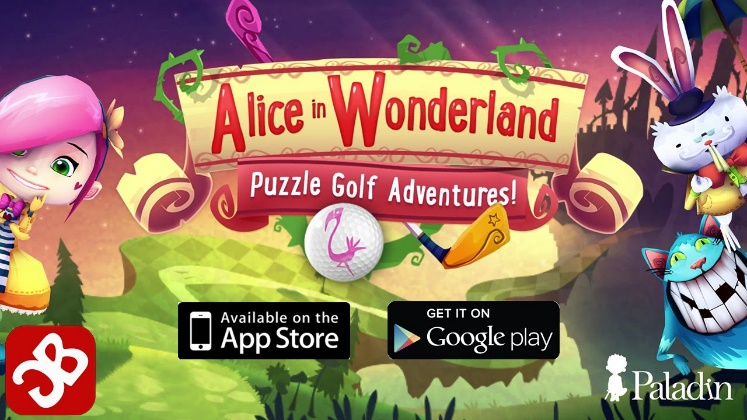 Alice in Wonderland
Puzzle Golf Adventures!
Available on the
App Store
GET IT ON
Google play
Paladin